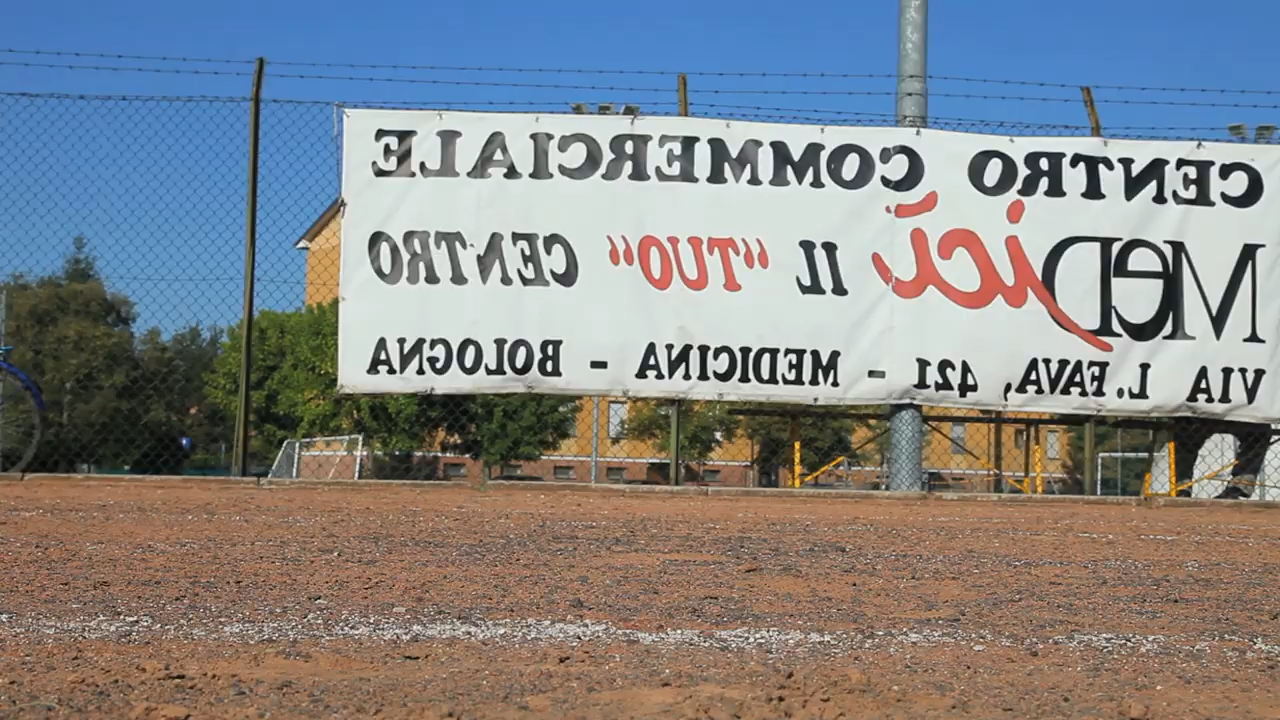 CENTRO COMMERCIALE
MeDici IL "TUO" CENTRO
VIA L. FAVA, 421 - MEDICINA - BOLOGNA